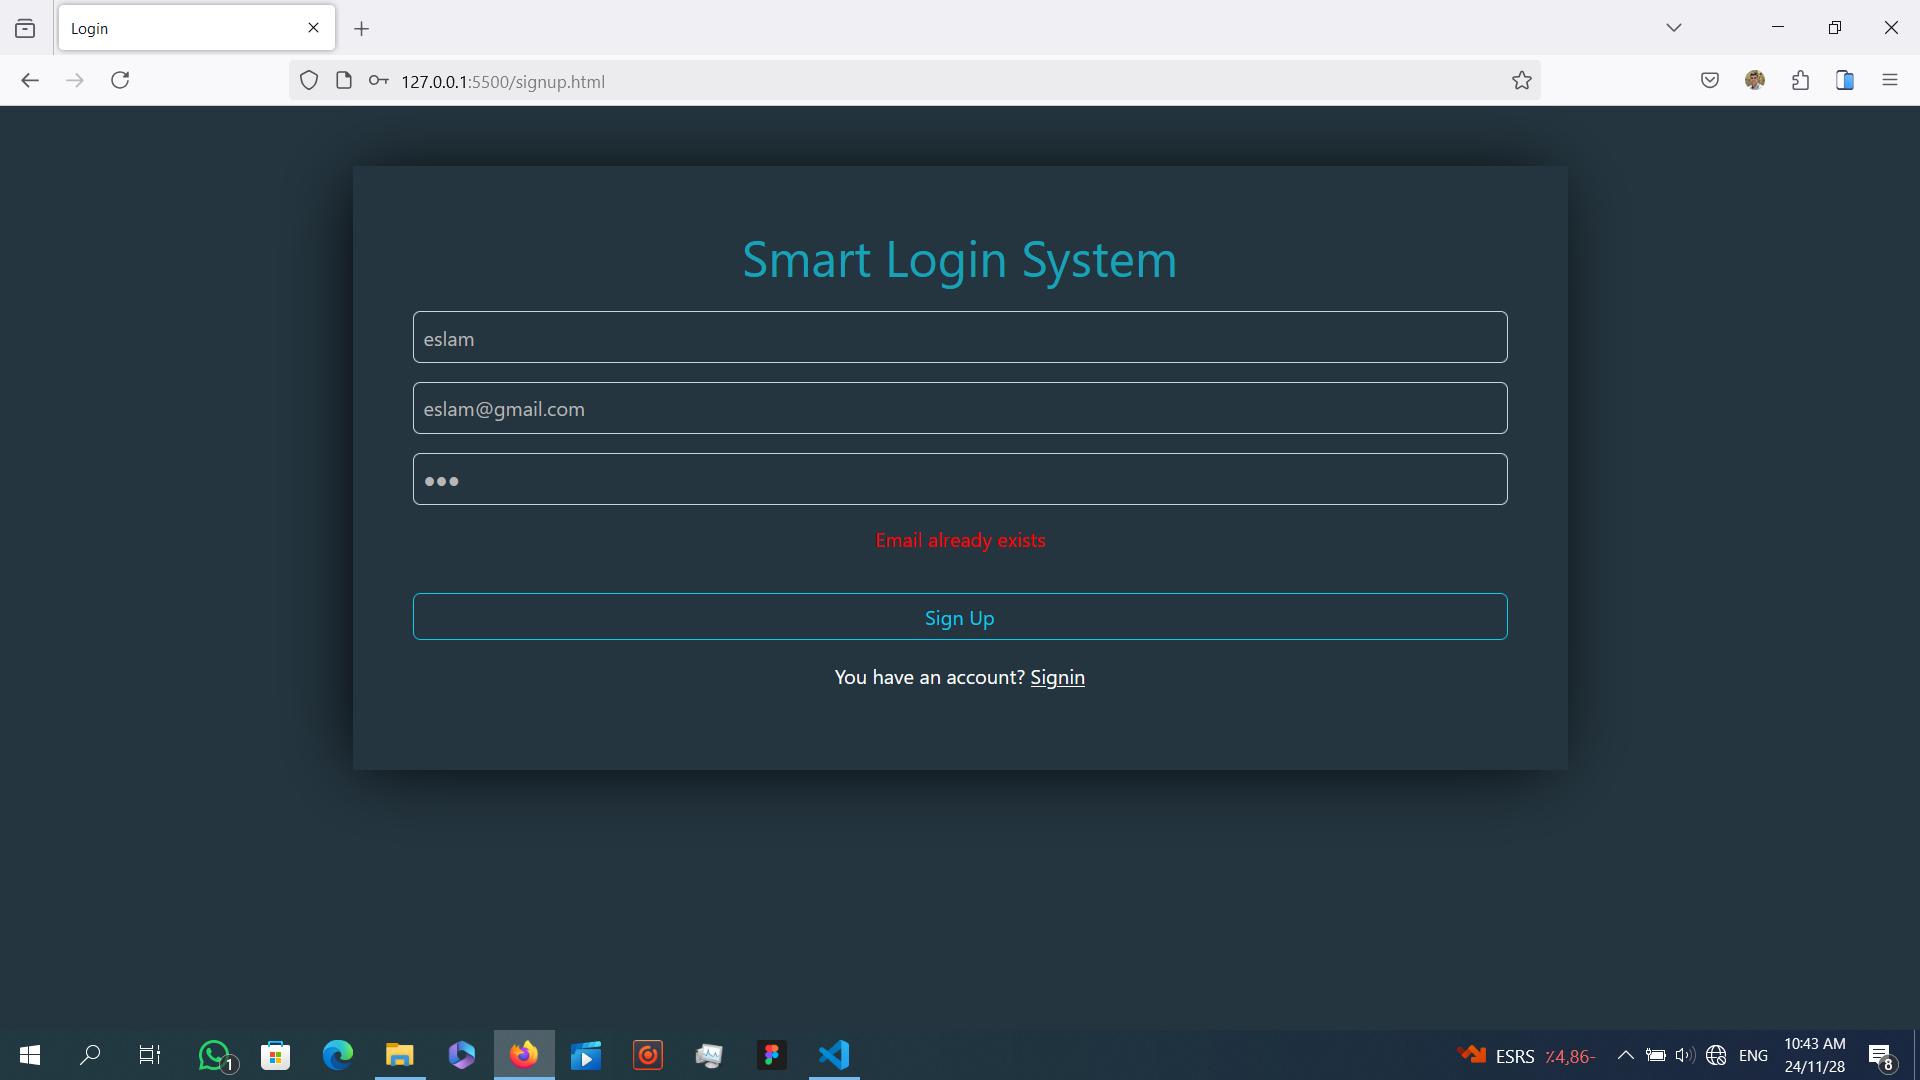 Login
127.0.0.1:5500/signup.html
Smart Login System
eslam
eslam@gmail.com
Email already exists
Sign Up
You have an account? Signin
1
ESRS ٪4,86-
ENG
10:43 AM
24/11/28
8